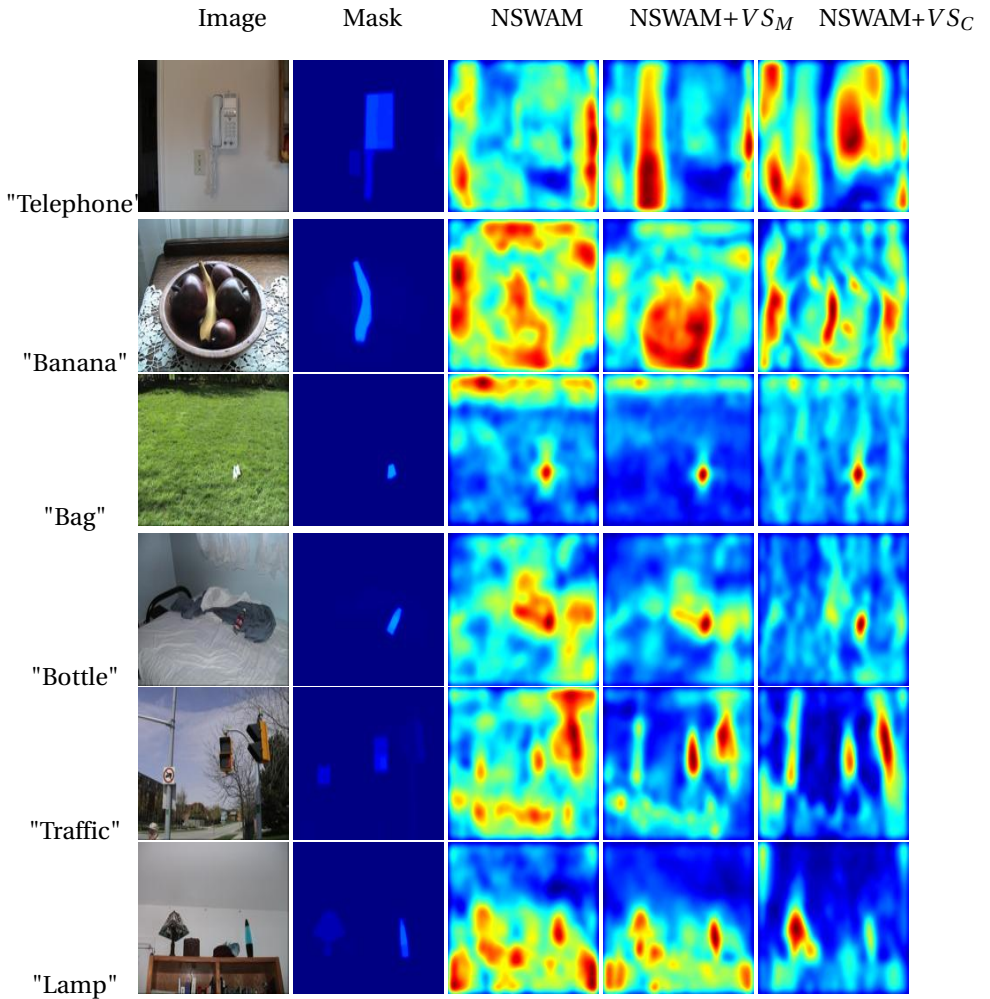 Image Mask NSWAM NSWAM+VS_M NSWAM+VS_C
"Telephone"
"Banana"
"Bag"
"Bottle"
"Traffic"
"Lamp"